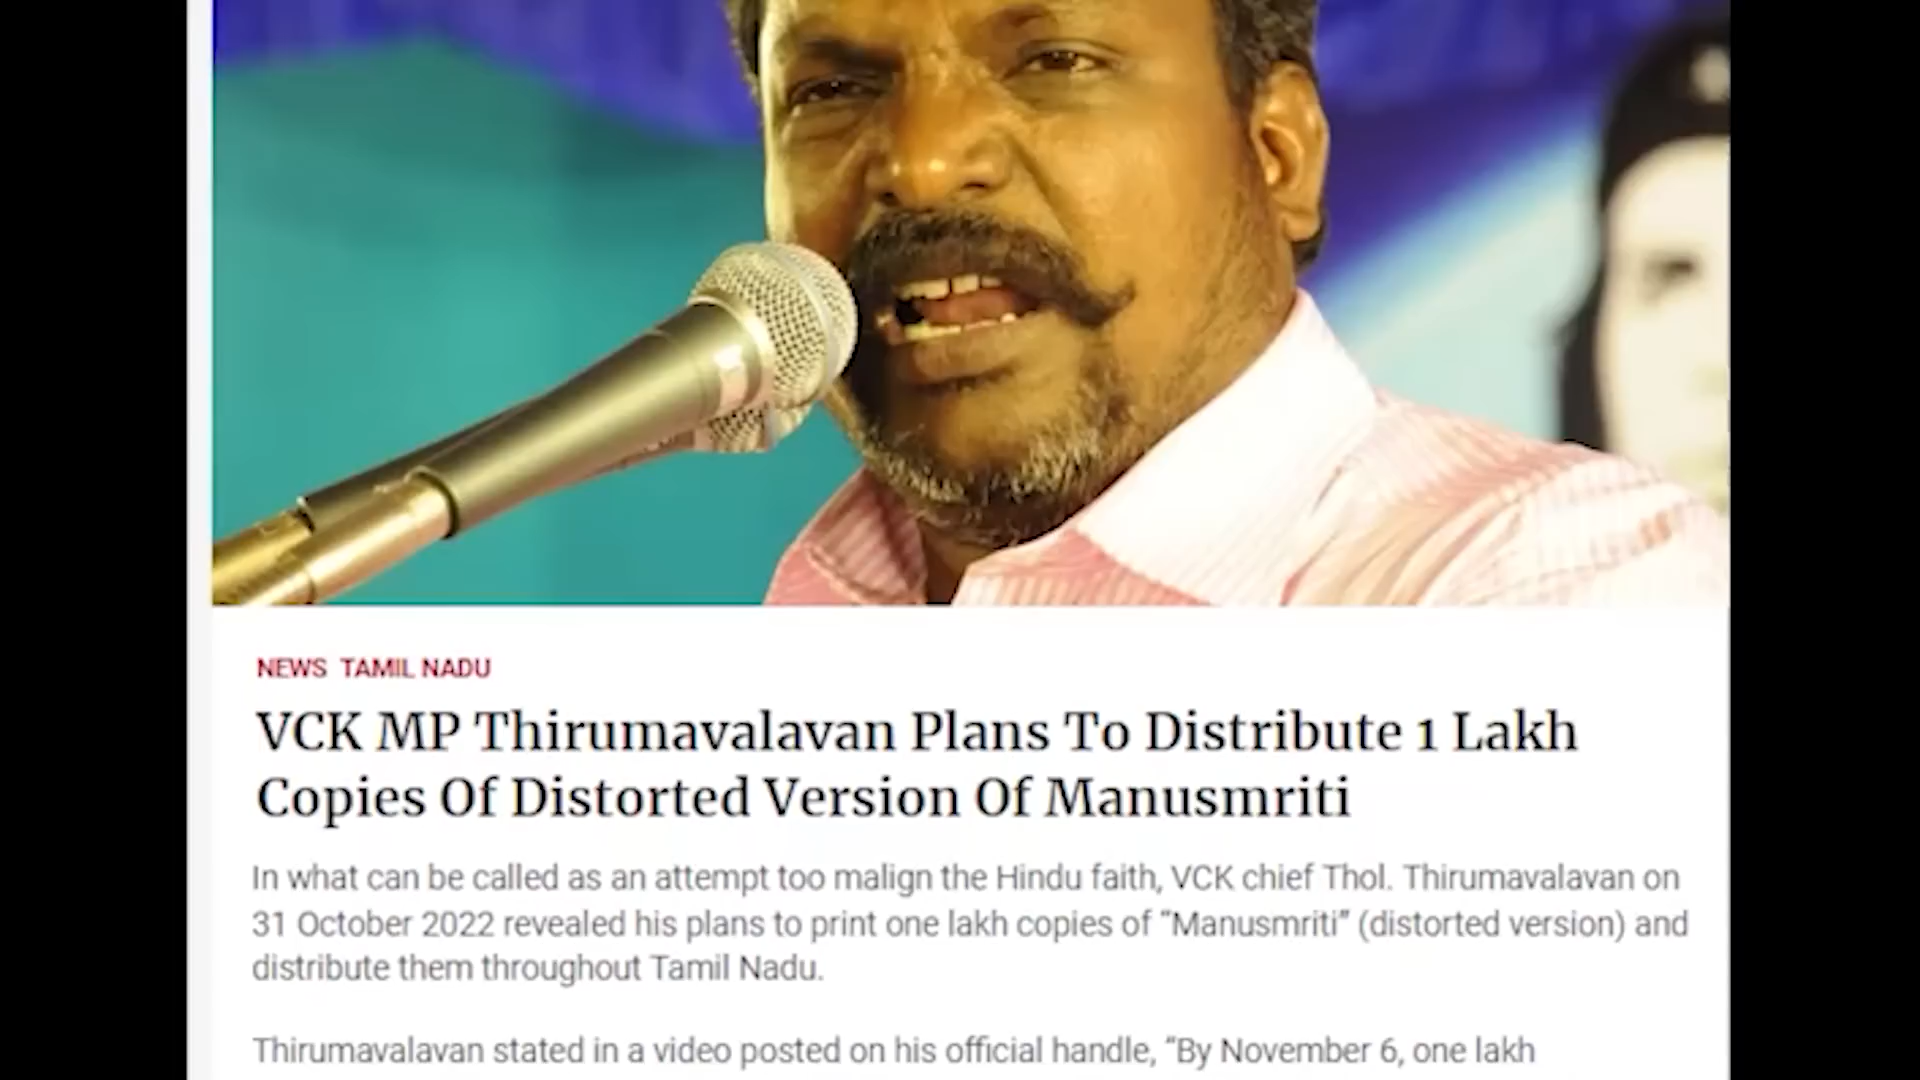 NEWS TAMIL NADU
VCK MP Thirumavalavan Plans To Distribute 1 Lakh
Copies Of Distorted Version Of Manusmriti
In what can be called as an attempt too malign the Hindu faith, VCK chief Thol. Thirumavalavan on
31 October 2022 revealed his plans to print one lakh copies of “Manusmriti” (distorted version) and
distribute them throughout Tamil Nadu.
Thirumavalavan stated in a video posted on his official handle, “By November 6, one lakh